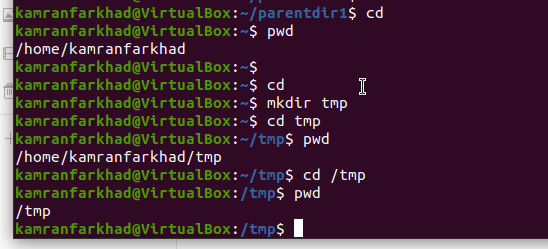 kamranfarkhad@VirtualBox:~/parentdir1$ cd
kamranfarkhad@VirtualBox:~$ pwd
/home/kamranfarkhad
kamranfarkhad@VirtualBox:~$
kamranfarkhad@VirtualBox:~$ cd
kamranfarkhad@VirtualBox:~$ mkdir tmp
kamranfarkhad@VirtualBox:~$ cd tmp
kamranfarkhad@VirtualBox:~/tmp$ pwd
/home/kamranfarkhad/tmp
kamranfarkhad@VirtualBox:~/tmp$ cd /tmp
kamranfarkhad@VirtualBox:/tmp$ pwd
/tmp
kamranfarkhad@VirtualBox:/tmp$